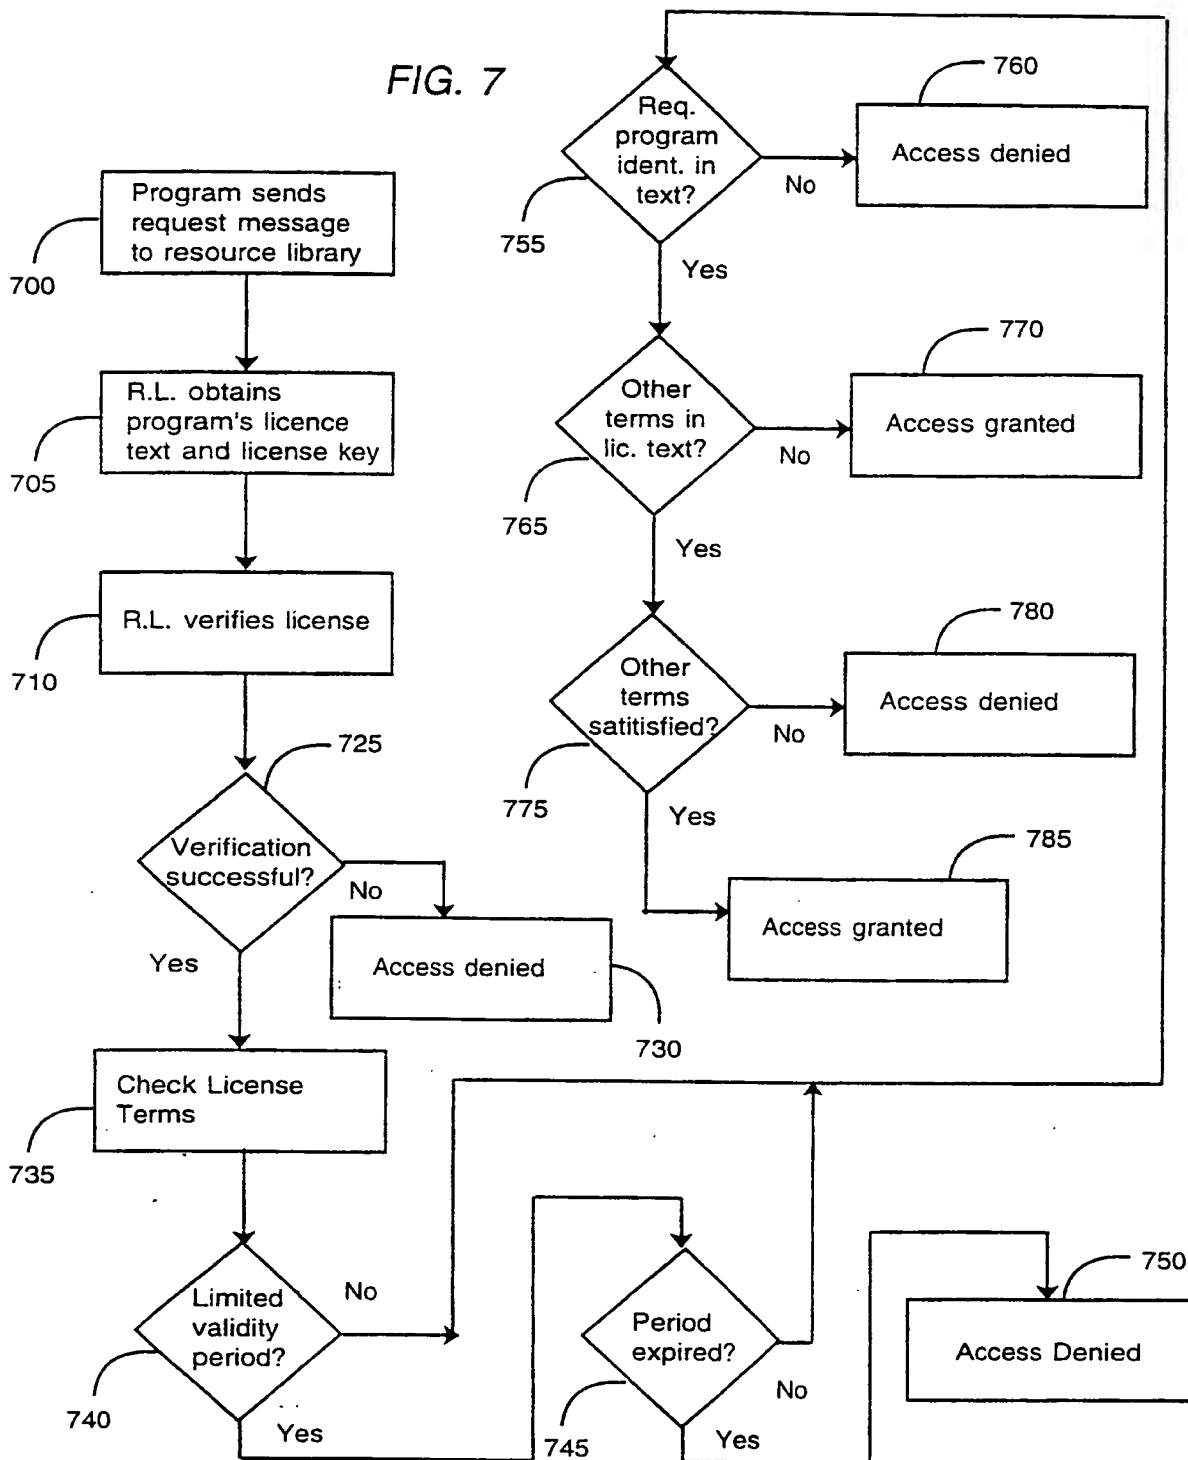 FIG. 7
Program sends
request message
to resource library
700
R.L. obtains
program's licence
text and license key
705
R.L. verifies license
710
725
Verification
successful?
No
Yes
Access denied
730
Check License
Terms
735
Limited
validity
period?
No
740
Yes
Period
expired?
No
745
Yes
750
Access Denied
Req.
program
ident. in
text?
755
No
760
Access denied
Yes
Other
terms in
lic. text?
765
No
770
Access granted
Yes
Other
terms
satitisfied?
775
No
780
Access denied
Yes
785
Access granted